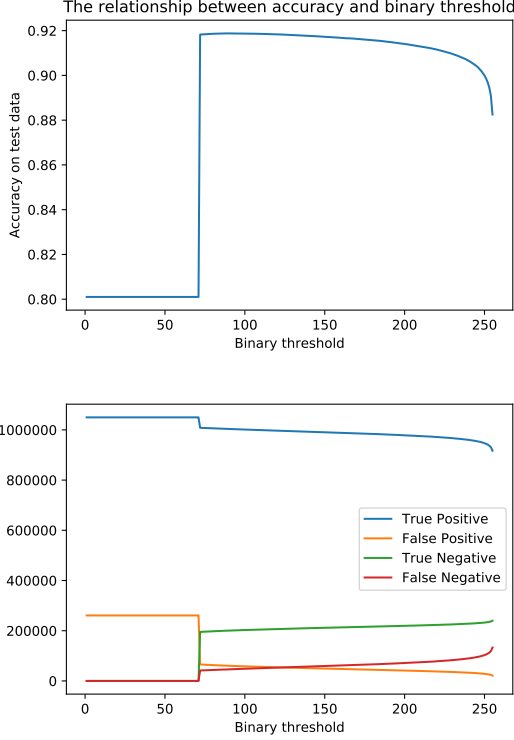 The relationship between accuracy and binary threshold
0.92
0.90
0.88
0.86
0.84
0.82
0.80
Accuracy on test data
0 50 100 150 200 250
Binary threshold
1000000
800000
600000
400000
200000
0
True Positive
False Positive
True Negative
False Negative
0 50 100 150 200 250
Binary threshold